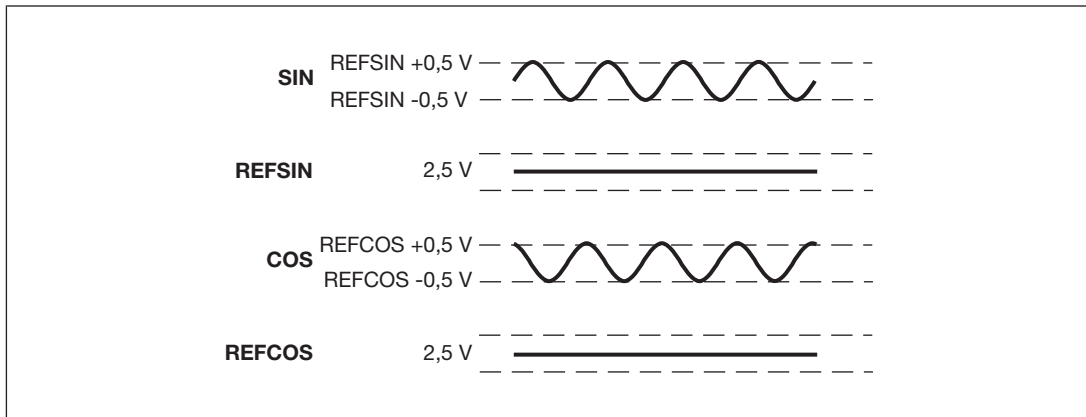 SIN REFSIN +0,5 V
REFSIN -0,5 V
REFSIN 2,5 V
COS REFCOS +0,5 V
REFCOS -0,5 V
REFCOS 2,5 V